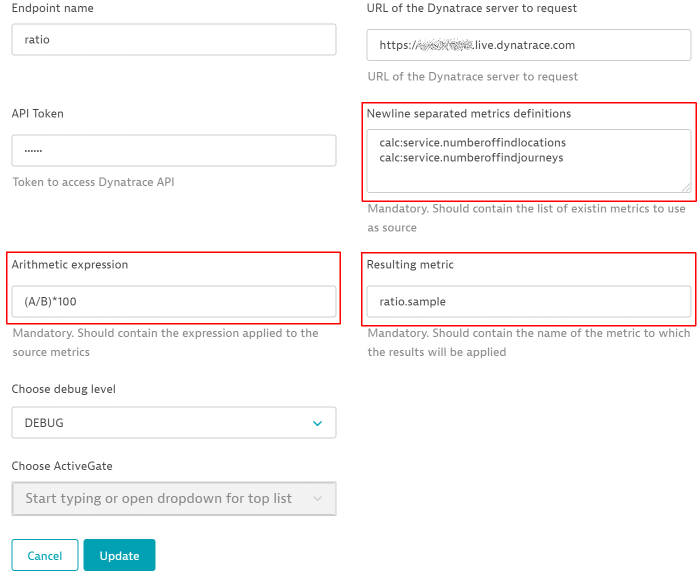 Endpoint name
ratio
URL of the Dynatrace server to request
https://.live.dynatrace.com
URL of the Dynatrace server to request
API Token
······
Token to access Dynatrace API
Newline separated metrics definitions
calc:service.numberoffindlocations
calc:service.numberoffindjourneys
Mandatory. Should contain the list of existin metrics to use
as source
Arithmetic expression
(A/B)*100
Mandatory. Should contain the expression applied to the
source metrics
Resulting metric
ratio.sample
Mandatory. Should contain the name of the metric to which
the results will be applied
Choose debug level
DEBUG
Choose ActiveGate
Start typing or open dropdown for top list
Cancel
Update